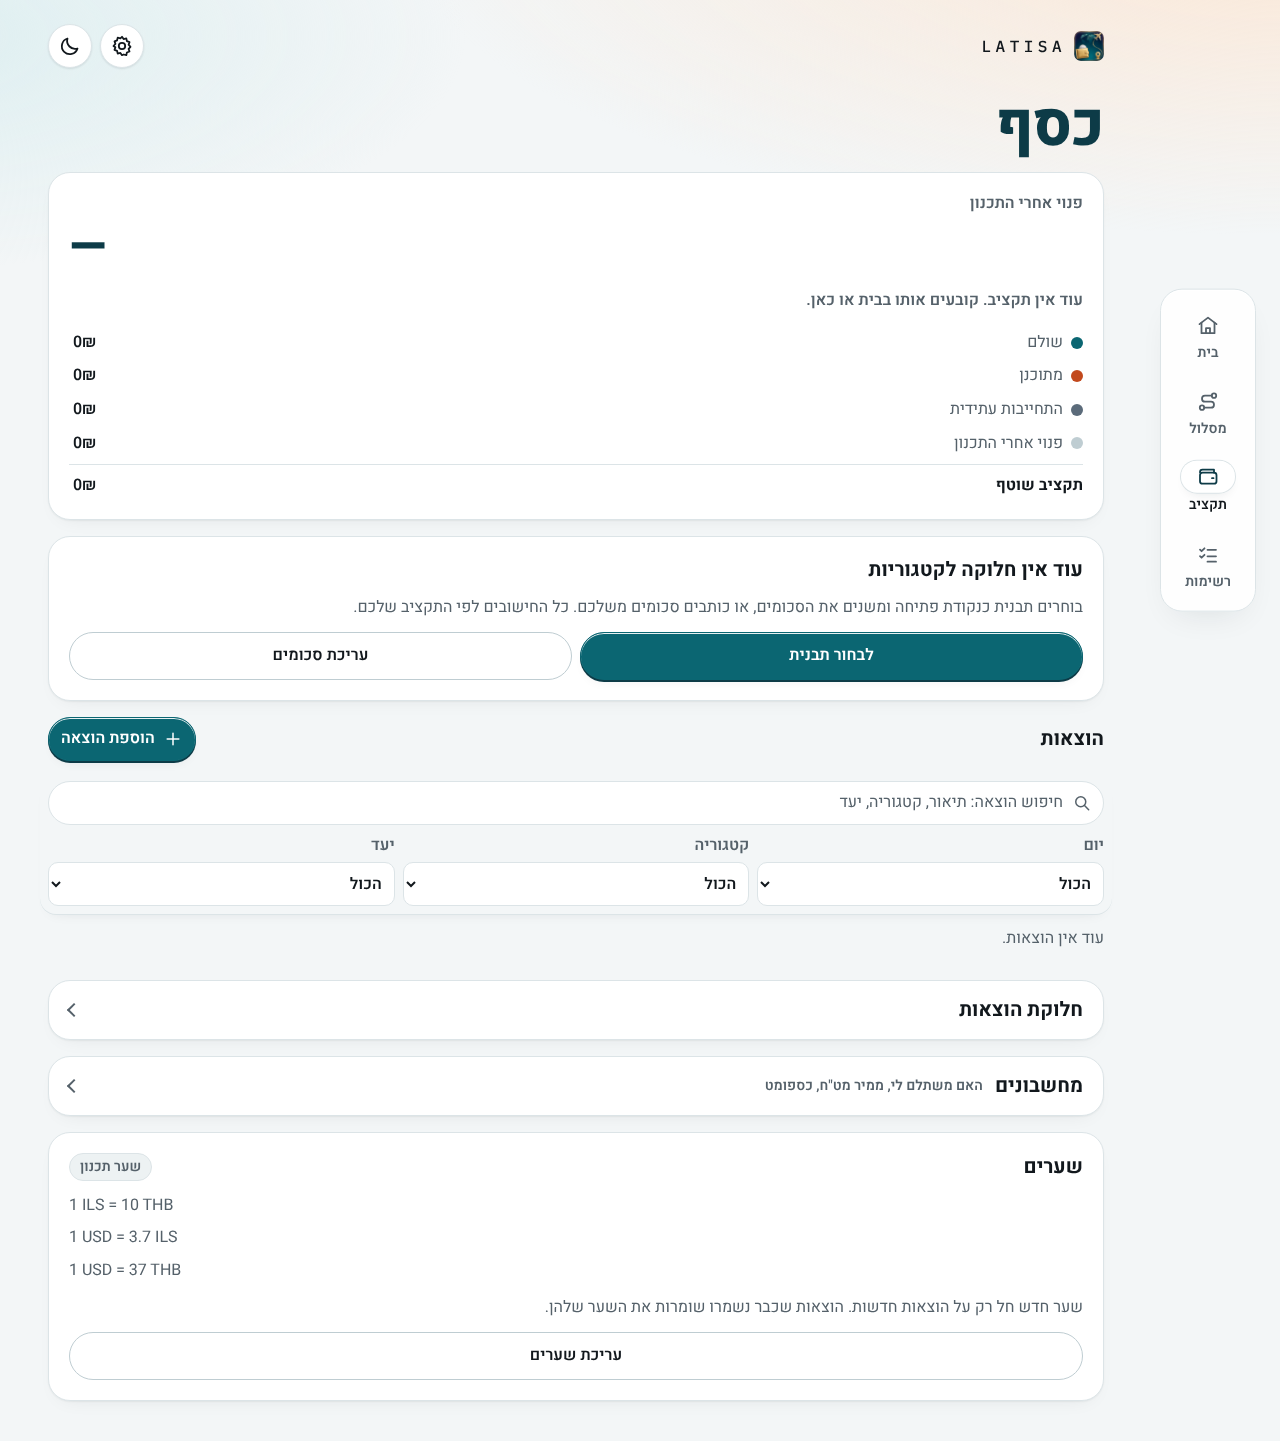 LATISA
כסף
פנוי אחרי התכנון
—
עוד אין תקציב. קובעים אותו בבית או כאן.
שולם 0₪
מתוכנן 0₪
התחייבות עתידית 0₪
פנוי אחרי התכנון 0₪
תקציב שוטף 0₪
עוד אין חלוקה לקטגוריות
בוחרים תבנית כנקודת פתיחה ומשנים את הסכומים, או כותבים סכומים משלכם. כל החישובים לפי התקציב שלכם.
לבחור תבנית עריכת סכומים
הוצאות הוספת הוצאה
חיפוש הוצאה: תיאור, קטגוריה, יעד
יום קטגוריה יעד
הכול הכול הכול
עוד אין הוצאות.
חלוקת הוצאות
מחשבונים האם משתלם לי, ממיר מט"ח, כספומט
שערים שער תכנון
1 ILS = 10 THB
1 USD = 3.7 ILS
1 USD = 37 THB
שער חדש חל רק על הוצאות חדשות. הוצאות שכבר נשמרו שומרות את השער שלהן.
עריכת שערים
בית
מסלול
תקציב
רשימות